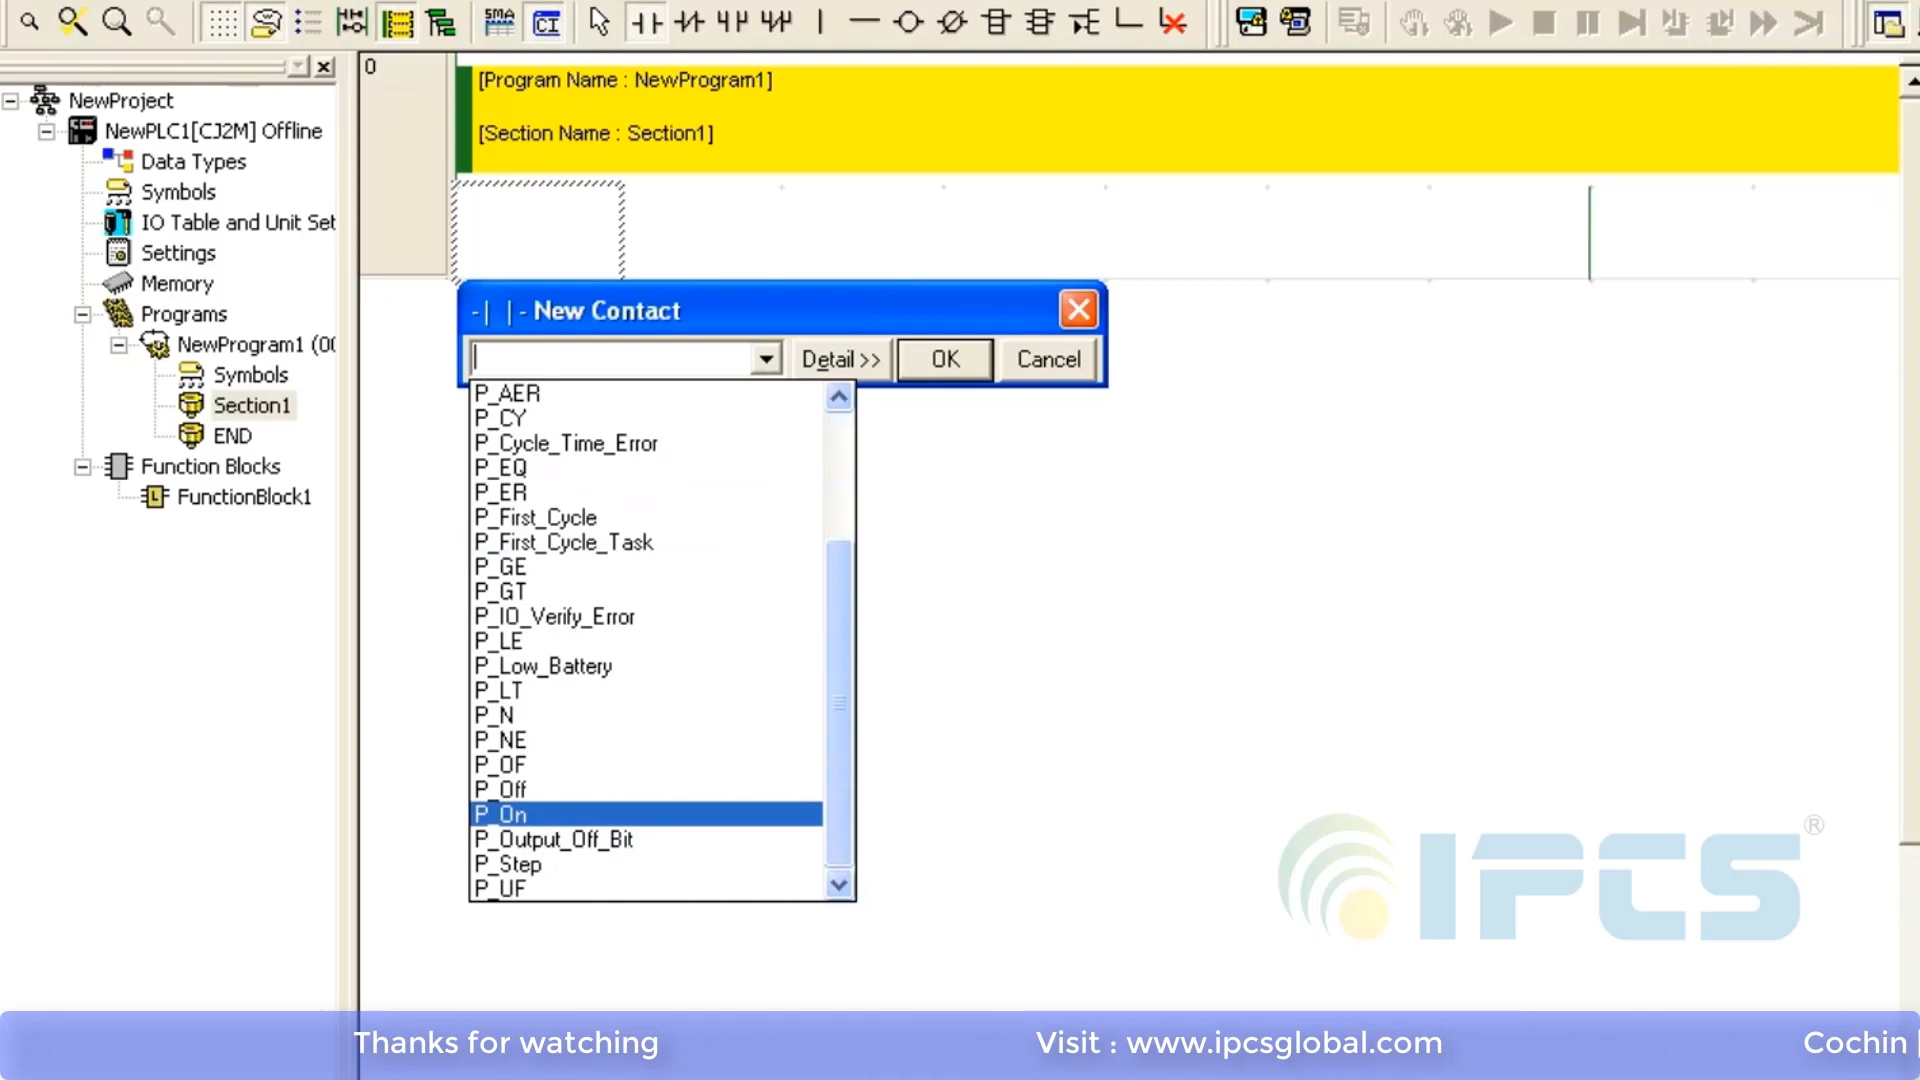 SMA
CI
0
[Program Name : NewProgram1]
[Section Name : Section1]
NewProject
NewPLC1[CJ2M] Offline
Data Types
Symbols
IO Table and Unit Set
Settings
Memory
Programs
NewProgram1 (00
Symbols
Section1
END
Function Blocks
L
FunctionBlock1
-| |- New Contact
Detail >>
OK
Cancel
P_AER
P_CY
P_Cycle_Time_Error
P_EQ
P_ER
P_First_Cycle
P_First_Cycle_Task
P_GE
P_GT
P_IO_Verify_Error
P_LE
P_Low_Battery
P_LT
P_N
P_NE
P_OF
P_Off
P_On
P_Output_Off_Bit
P_Step
P_UF
IPCS®
Thanks for watching
Visit : www.ipcsglobal.com
Cochin |